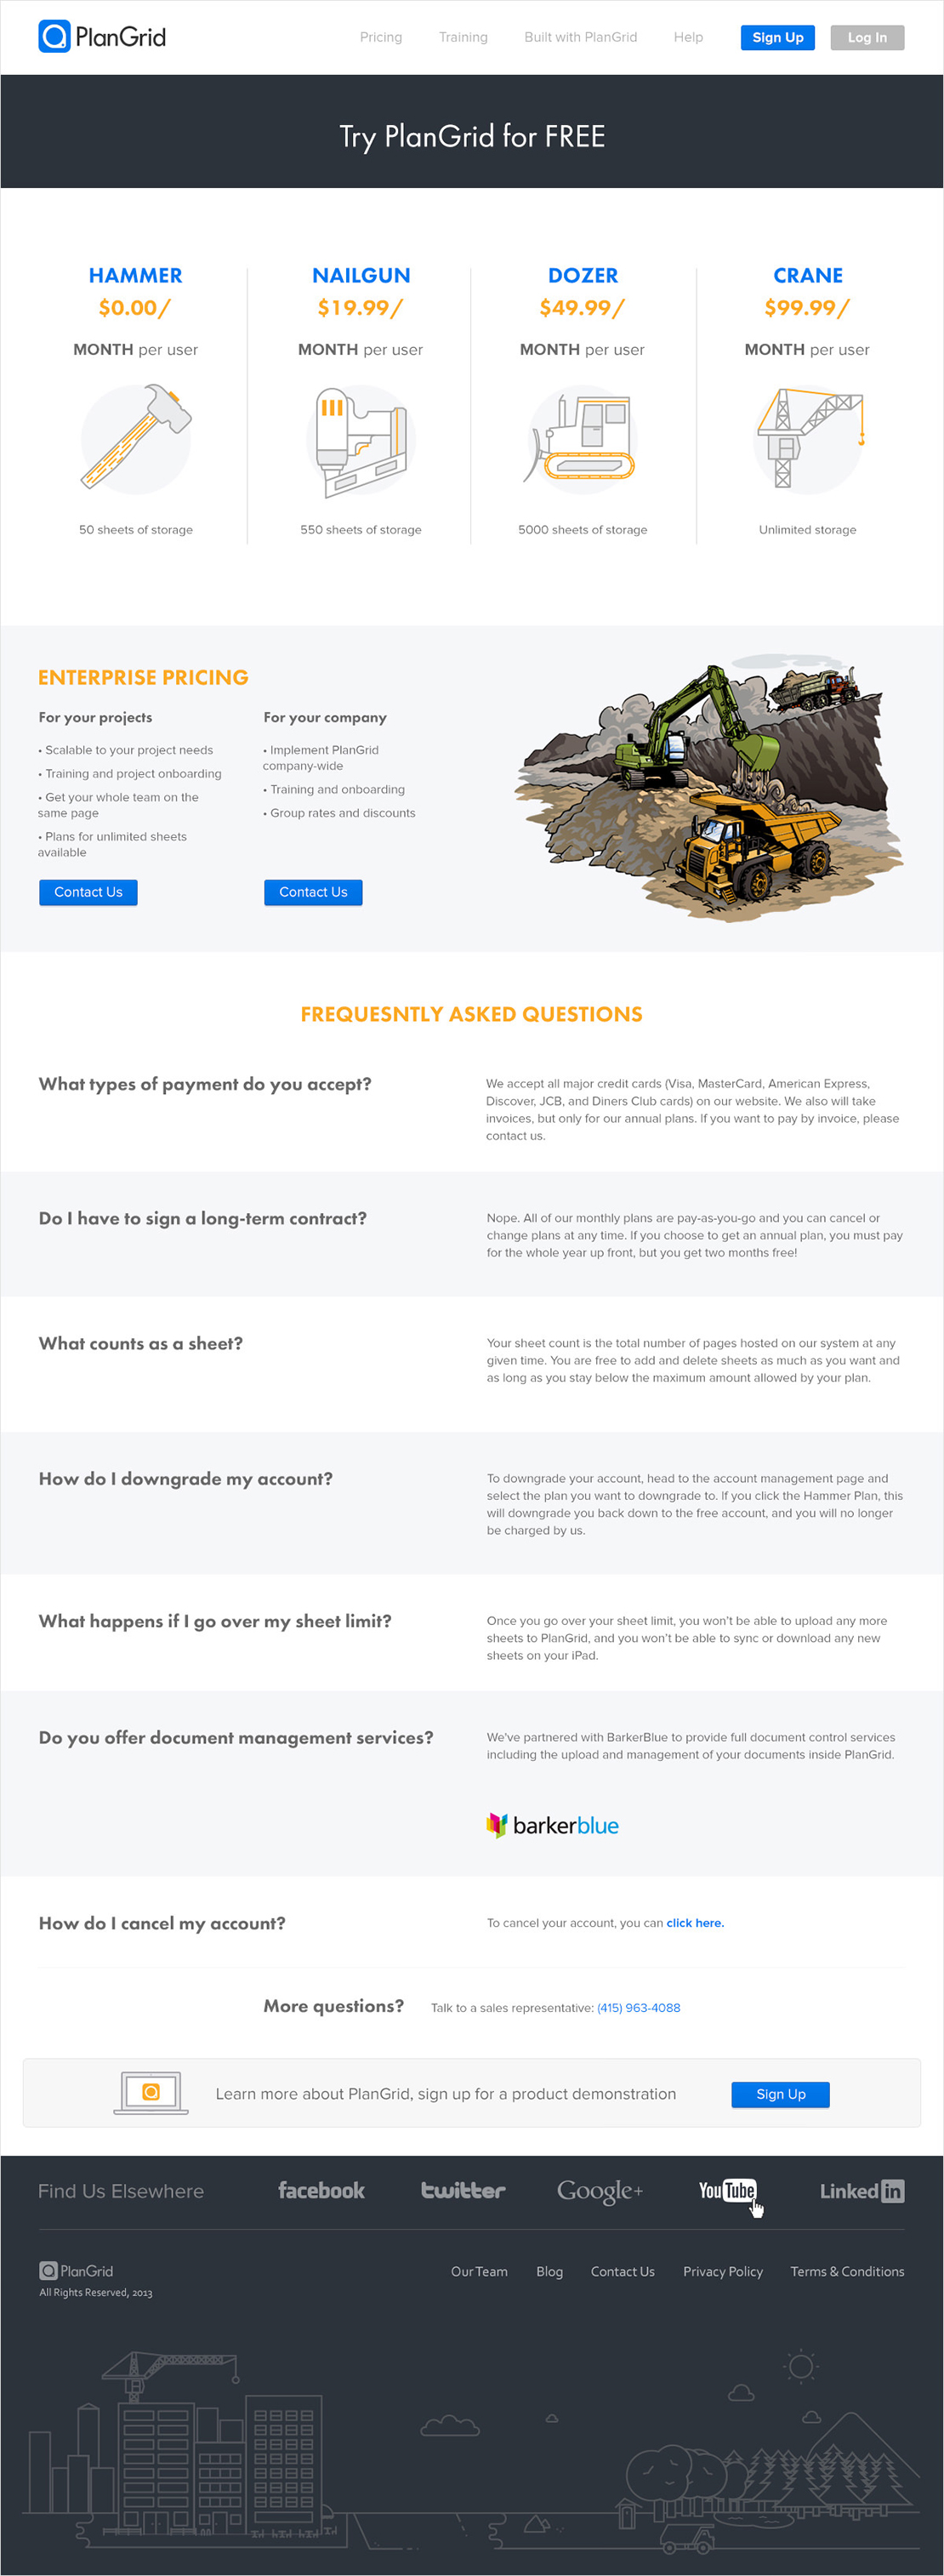 PlanGrid
Pricing Training Built with PlanGrid Help Sign Up Log In
Try PlanGrid for FREE
HAMMER
$0.00/
MONTH per user
50 sheets of storage
NAILGUN
$19.99/
MONTH per user
550 sheets of storage
DOZER
$49.99/
MONTH per user
5000 sheets of storage
CRANE
$99.99/
MONTH per user
Unlimited storage
ENTERPRISE PRICING
For your projects
• Scalable to your project needs
• Training and project onboarding
• Get your whole team on the
same page
• Plans for unlimited sheets
available
Contact Us
For your company
• Implement PlanGrid
company-wide
• Training and onboarding
• Group rates and discounts
Contact Us
FREQUESNTLY ASKED QUESTIONS
What types of payment do you accept?
We accept all major credit cards (Visa, MasterCard, American Express,
Discover, JCB, and Diners Club cards) on our website. We also will take
invoices, but only for our annual plans. If you want to pay by invoice, please
contact us.
Do I have to sign a long-term contract?
Nope. All of our monthly plans are pay-as-you-go and you can cancel or
change plans at any time. If you choose to get an annual plan, you must pay
for the whole year up front, but you get two months free!
What counts as a sheet?
Your sheet count is the total number of pages hosted on our system at any
given time. You are free to add and delete sheets as much as you want and
as long as you stay below the maximum amount allowed by your plan.
How do I downgrade my account?
To downgrade your account, head to the account management page and
select the plan you want to downgrade to. If you click the Hammer Plan, this
will downgrade you back down to the free account, and you will no longer
be charged by us.
What happens if I go over my sheet limit?
Once you go over your sheet limit, you won't be able to upload any more
sheets to PlanGrid, and you won't be able to sync or download any new
sheets on your iPad.
Do you offer document management services?
We've partnered with BarkerBlue to provide full document control services
including the upload and management of your documents inside PlanGrid.
barkerblue
How do I cancel my account?
To cancel your account, you can click here.
More questions? Talk to a sales representative: (415) 963-4088
Learn more about PlanGrid, sign up for a product demonstration Sign Up
Find Us Elsewhere facebook twitter Google+ YouTube Linked in
PlanGrid
All Rights Reserved, 2013
Our Team Blog Contact Us Privacy Policy Terms & Conditions